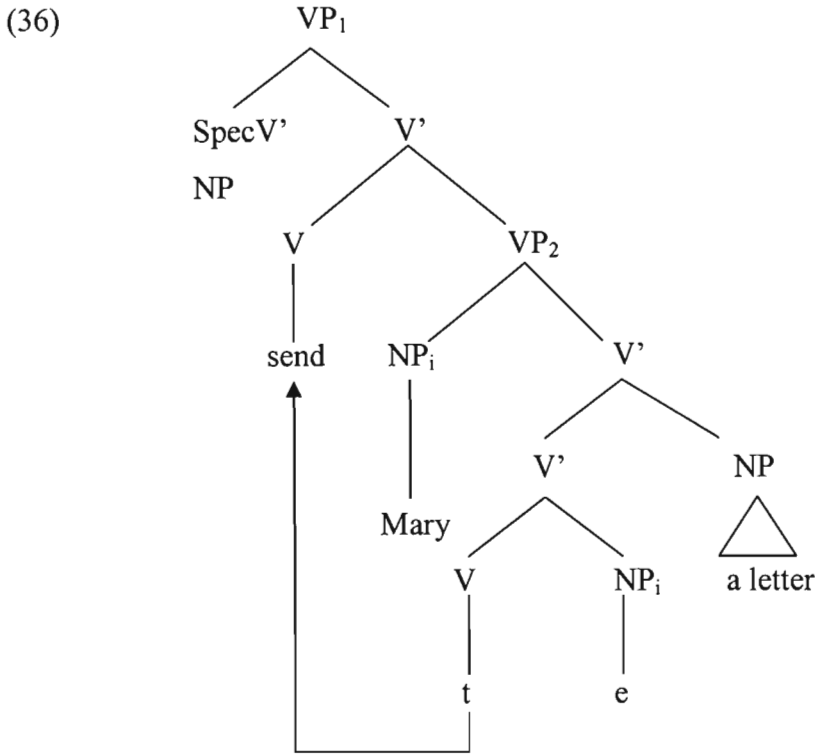 (36) VP₁
SpecV' V'
NP
V VP₂
send NPᵢ V'
V' NP
Mary
V NPᵢ a letter
t e